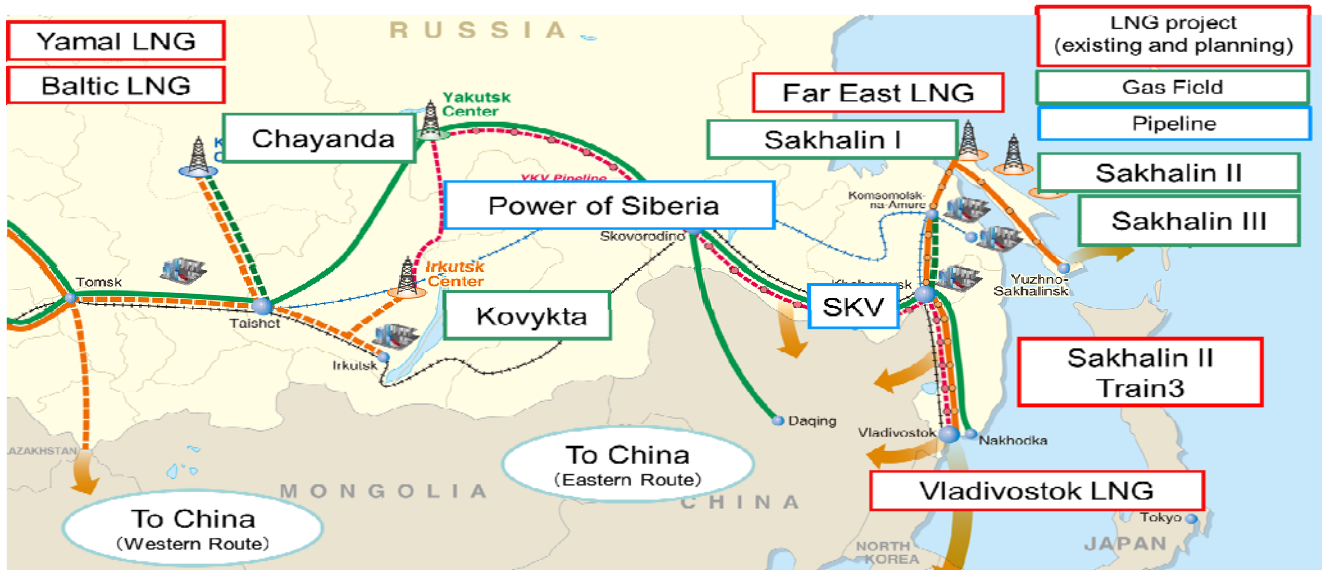 Yamal LNG
Baltic LNG
RUSSIA
LNG project
(existing and planning)
Gas Field
Pipeline
Far East LNG
Yakutsk
Center
Chayanda
Sakhalin I
Sakhalin II
Sakhalin III
YKV Pipeline
Power of Siberia
Komsomolsk-
na-Amure
Skovorodino
Irkutsk
Center
Tomsk
Taishet
Kovykta
SKV
Yuzhno-
Sakhalinsk
Irkutsk
Sakhalin II
Train3
Daqing
Vladivostok
Nakhodka
To China
(Eastern Route)
MONGOLIA
CHINA
Vladivostok LNG
To China
(Western Route)
Tokyo
JAPAN
NORTH
KOREA